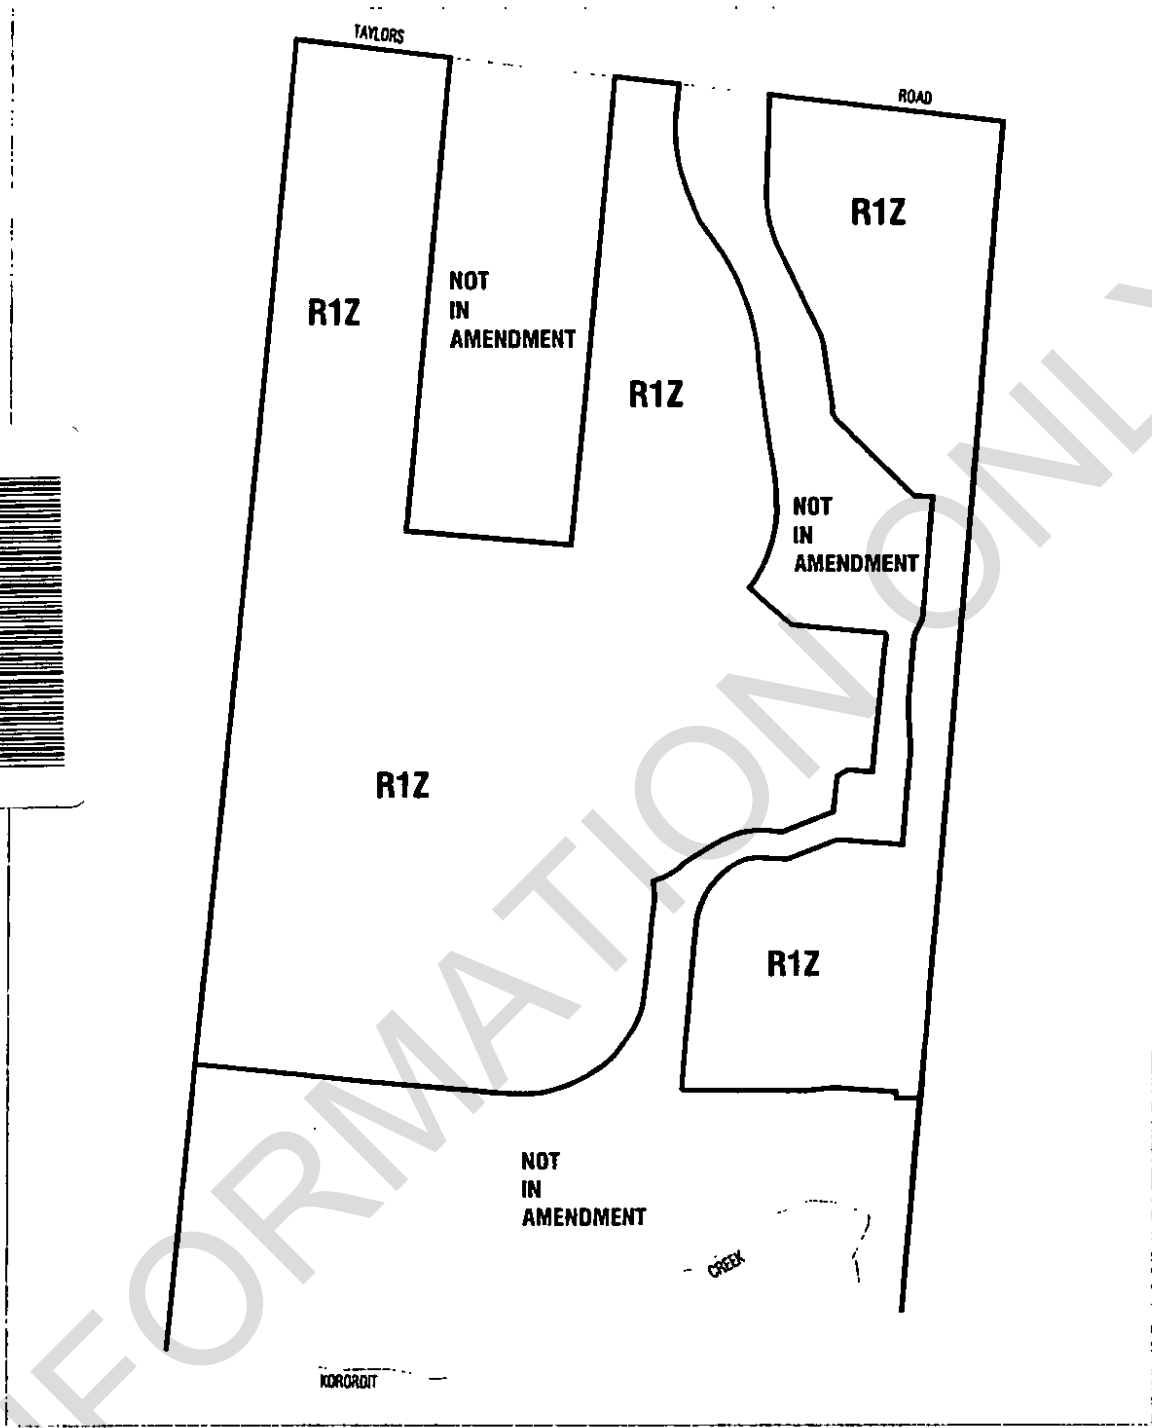 TAYLORS
ROAD
R1Z
NOT
IN
AMENDMENT
R1Z
R1Z
NOT
IN
AMENDMENT
R1Z
R1Z
NOT
IN
AMENDMENT
CREEK
KOROROIT
INFORMATION ONLY